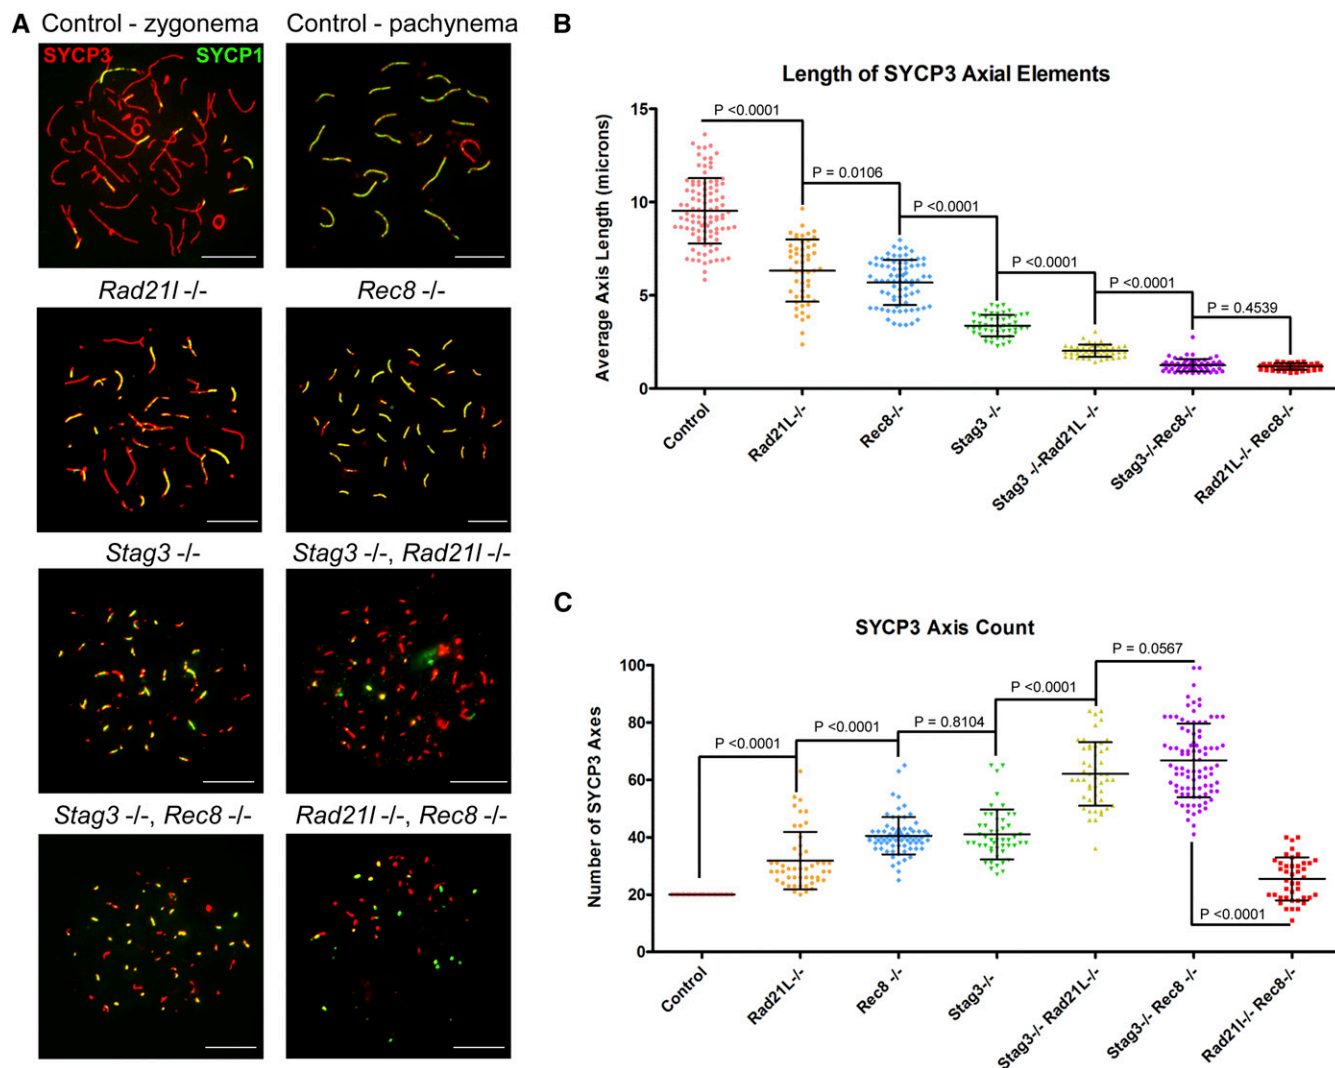 A
Control - zygonema
Control - pachynema
SYCP3
SYCP1
Rad21l -/-
Rec8 -/-
Stag3 -/-
Stag3 -/-, Rad21l -/-
Stag3 -/-, Rec8 -/-
Rad21l -/-, Rec8 -/-
B
Length of SYCP3 Axial Elements
Average Axis Length (microns)
15
10
5
0
P <0.0001
P = 0.0106
P <0.0001
P <0.0001
P <0.0001
P = 0.4539
Control
Rad21L -/-
Rec8-/-
Stag3 -/-
Stag3 -/-Rad21L -/-
Stag3-/-Rec8-/-
Rad21L-/- Rec8-/-
C
SYCP3 Axis Count
Number of SYCP3 Axes
100
80
60
40
20
0
P <0.0001
P <0.0001
P = 0.8104
P <0.0001
P = 0.0567
P <0.0001
Control
Rad21L-/-
Rec8 -/-
Stag3-/-
Stag3-/- Rad21L-/-
Stag3-/- Rec8 -/-
Rad21l-/- Rec8-/-